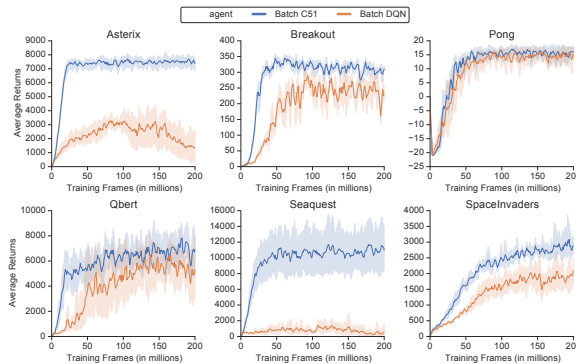 agent Batch C51 Batch DQN
Asterix Breakout Pong
9000 400 20
8000 350 15
7000 300 10
6000 250 5
5000 200 0
4000 150 -5
3000 100 -10
2000 50 -15
1000 0 -20
0 -25
Average Returns
0 50 100 150 200 0 50 100 150 200 0 50 100 150 200
Training Frames (in millions) Training Frames (in millions) Training Frames (in millions)
Qbert Seaquest SpaceInvaders
10000 16000 4000
8000 14000 3000
6000 12000 2000
4000 10000 1000
2000 8000 0
0 6000
4000
2000
0
Average Returns
0 50 100 150 200 0 50 100 150 200 0 50 100 150 200
Training Frames (in millions) Training Frames (in millions) Training Frames (in millions)